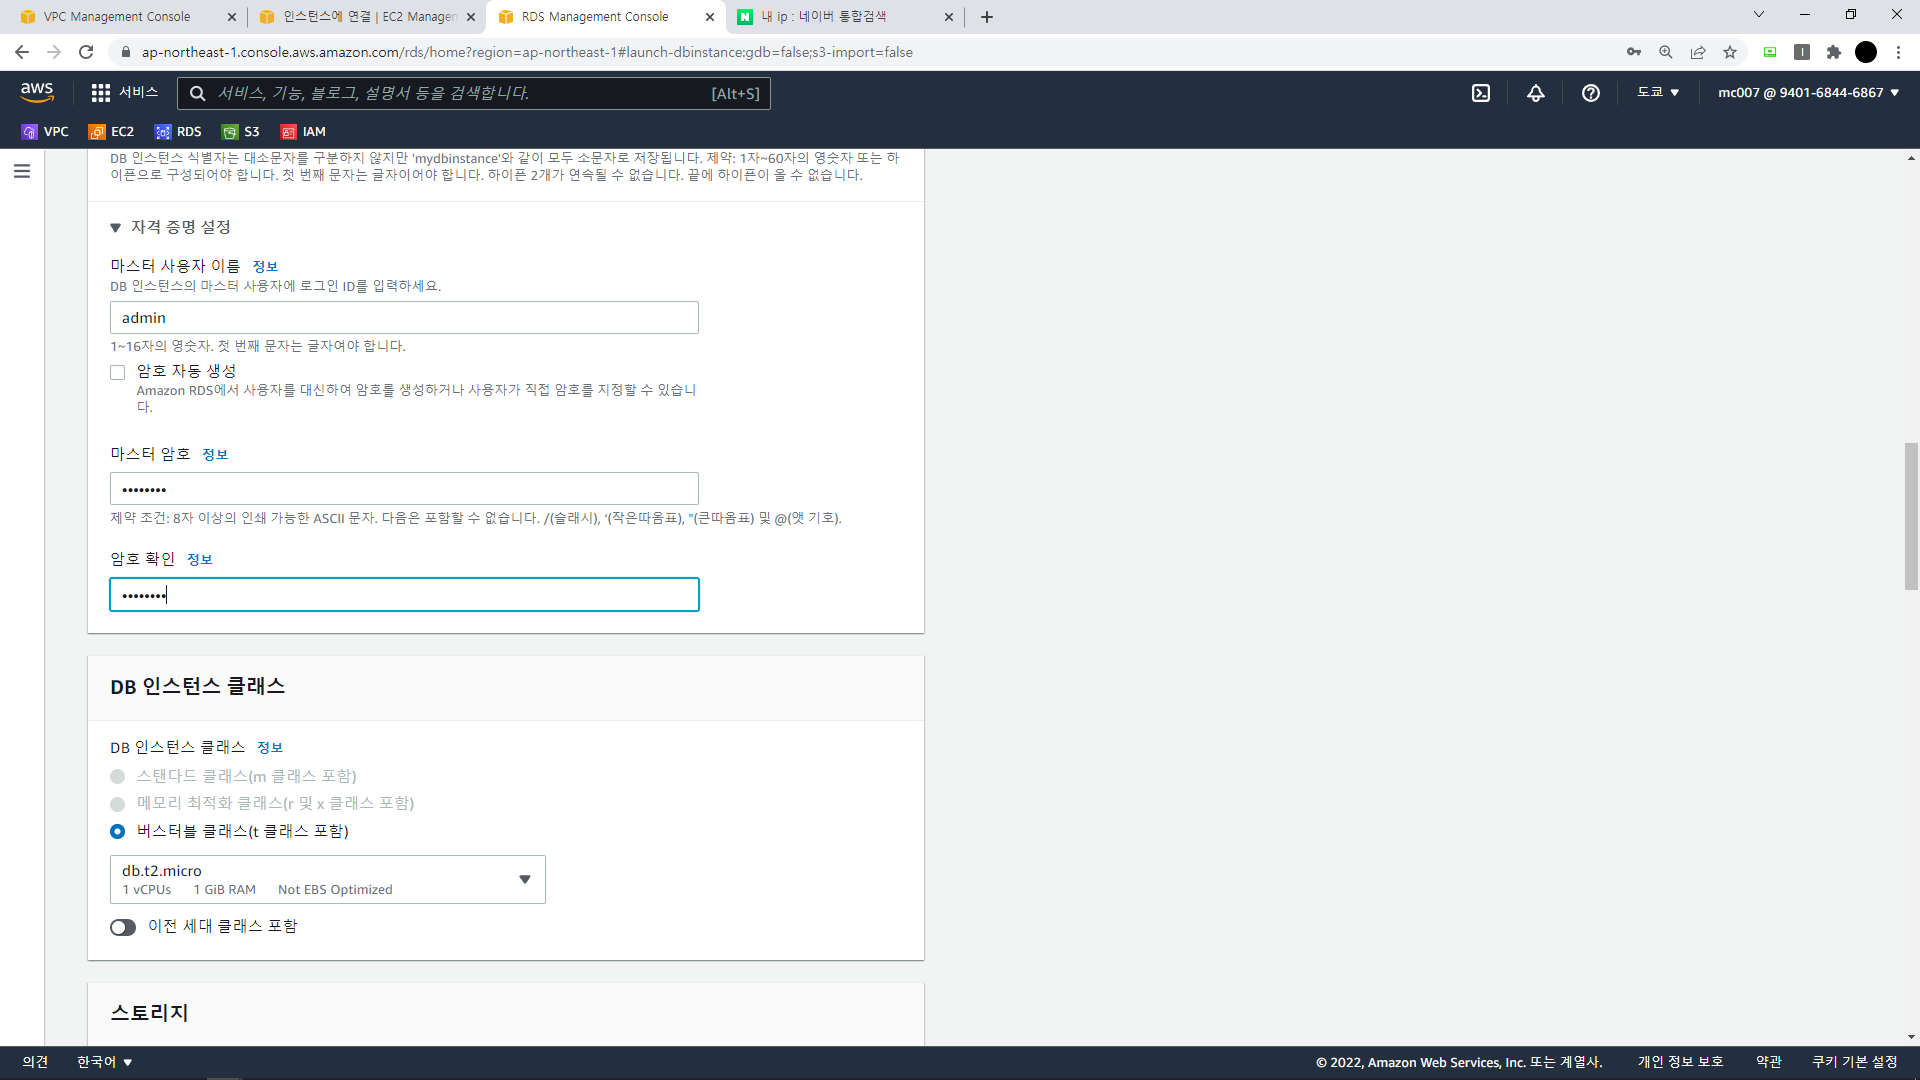 VPC Management Console
인스턴스에 연결 | EC2 Managen
RDS Management Console
내 ip : 네이버 통합검색
ap-northeast-1.console.aws.amazon.com/rds/home?region=ap-northeast-1#launch-dbinstance:gdb=false;s3-import=false
aws
서비스
서비스, 기능, 블로그, 설명서 등을 검색합니다.
[Alt+S]
도쿄 ▼
mc007 @ 9401-6844-6867 ▼
VPC
EC2
RDS
S3
IAM
DB 인스턴스 식별자는 대소문자를 구분하지 않지만 'mydbinstance'와 같이 모두 소문자로 저장됩니다. 제약: 1자~60자의 영숫자 또는 하
이픈으로 구성되어야 합니다. 첫 번째 문자는 글자이어야 합니다. 하이픈 2개가 연속될 수 없습니다. 끝에 하이픈이 올 수 없습니다.
▼ 자격 증명 설정
마스터 사용자 이름 정보
DB 인스턴스의 마스터 사용자에 로그인 ID를 입력하세요.
admin
1~16자의 영숫자. 첫 번째 문자는 글자여야 합니다.
암호 자동 생성
Amazon RDS에서 사용자를 대신하여 암호를 생성하거나 사용자가 직접 암호를 지정할 수 있습니
다.
마스터 암호 정보
••••••••
제약 조건: 8자 이상의 인쇄 가능한 ASCII 문자. 다음은 포함할 수 없습니다. /(슬래시), '(작은따옴표), "(큰따옴표) 및 @(앳 기호).
암호 확인 정보
••••••••
DB 인스턴스 클래스
DB 인스턴스 클래스 정보
스탠다드 클래스(m 클래스 포함)
메모리 최적화 클래스(r 및 x 클래스 포함)
버스터블 클래스(t 클래스 포함)
db.t2.micro
1 vCPUs 1 GiB RAM Not EBS Optimized
이전 세대 클래스 포함
스토리지
의견
한국어 ▼
© 2022, Amazon Web Services, Inc. 또는 계열사.
개인 정보 보호
약관
쿠키 기본 설정